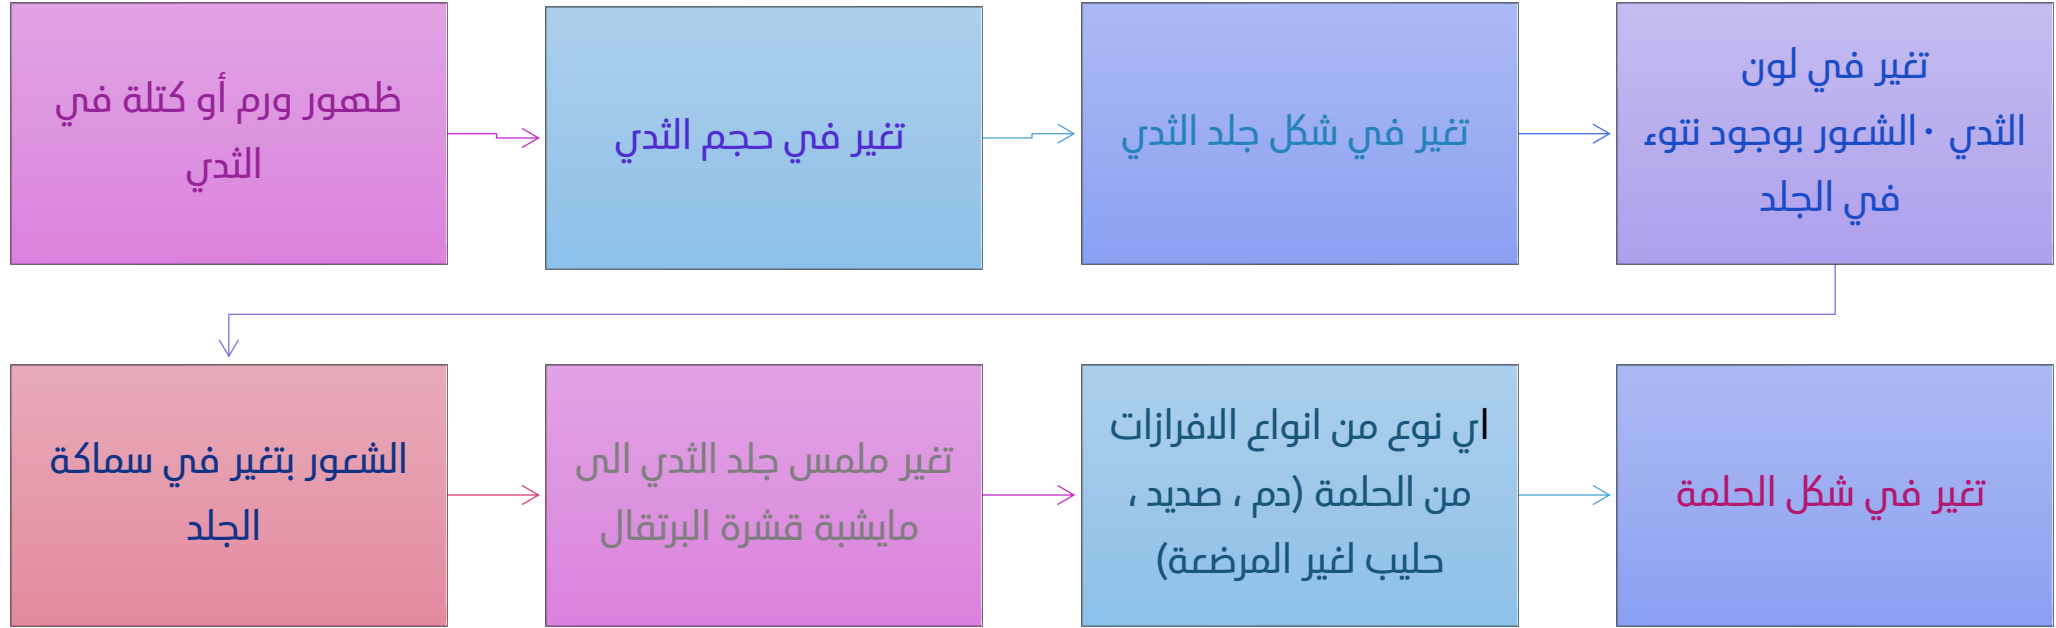 ظهور ورم أو كتلة في
الثدي
تغير في حجم الثدي
تغير في شكل جلد الثدي
تغير في لون
الثدي · الشعور بوجود نتوء
في الجلد
الشعور بتغير في سماكة
الجلد
تغير ملمس جلد الثدي الى
مايشبة قشرة البرتقال
اي نوع من انواع الافرازات
من الحلمة (دم ، صديد ،
حليب لغير المرضعة)
تغير في شكل الحلمة